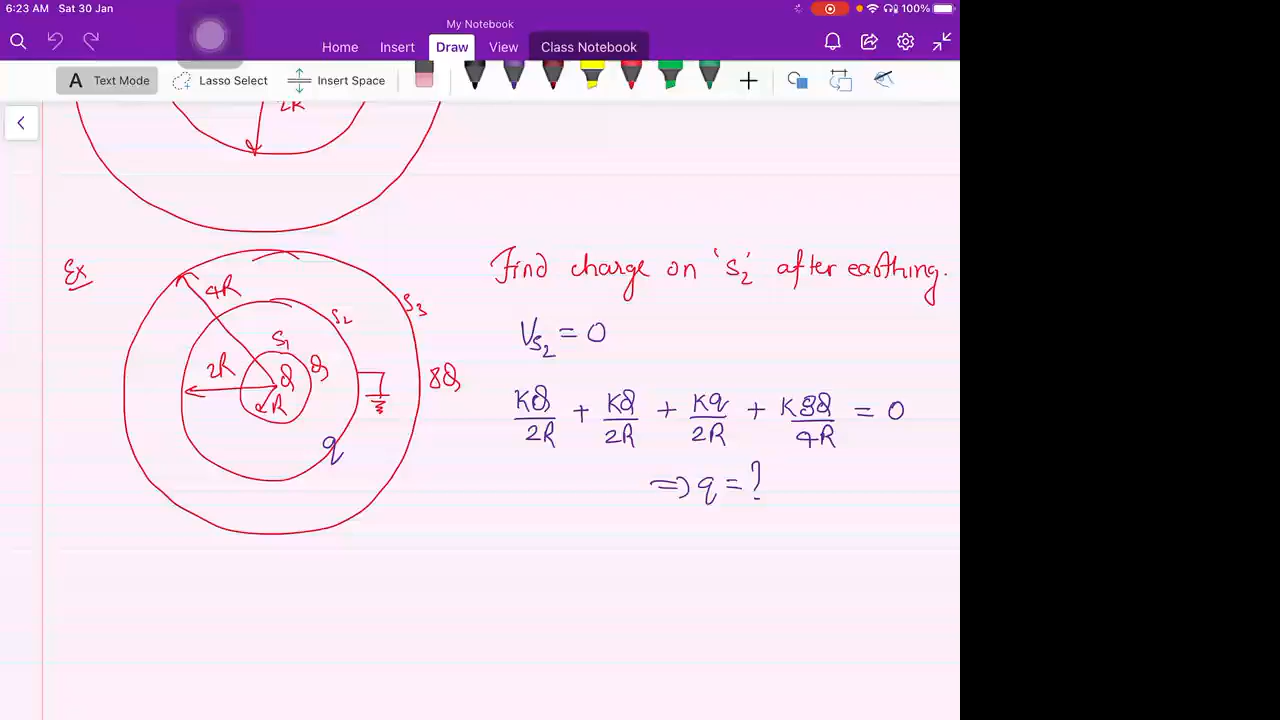 6:23 AM Sat 30 Jan 100%
My Notebook
Home Insert Draw View Class Notebook
A Text Mode Lasso Select Insert Space
2R
Ex
4R
S3
S2
S1
2R
Q
Q
R
8Q
q
Find charge on 'S2' after earthing.
VS2 = 0
KQ/2R + KQ/2R + Kq/2R + K8Q/4R = 0
⇒ q = ?